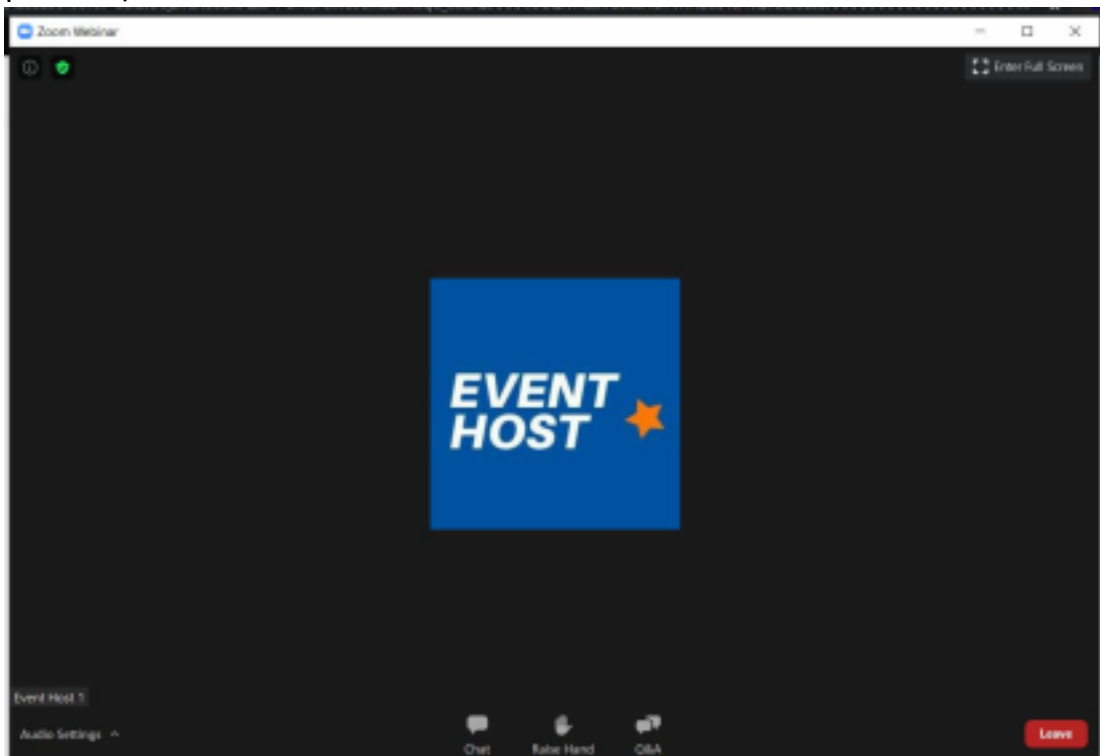 Zoom Webinar
Enter Full Screen
EVENT
HOST
Event Host 1
Audio Settings
Chat
Raise Hand
Q&A
Leave